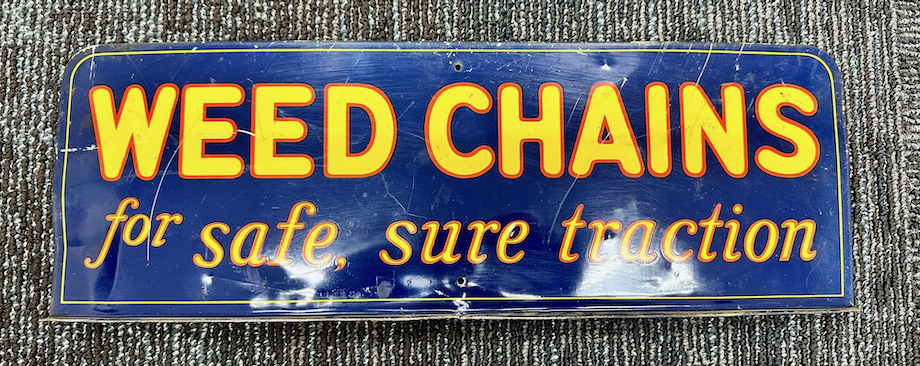 WEED CHAINS
for safe, sure traction